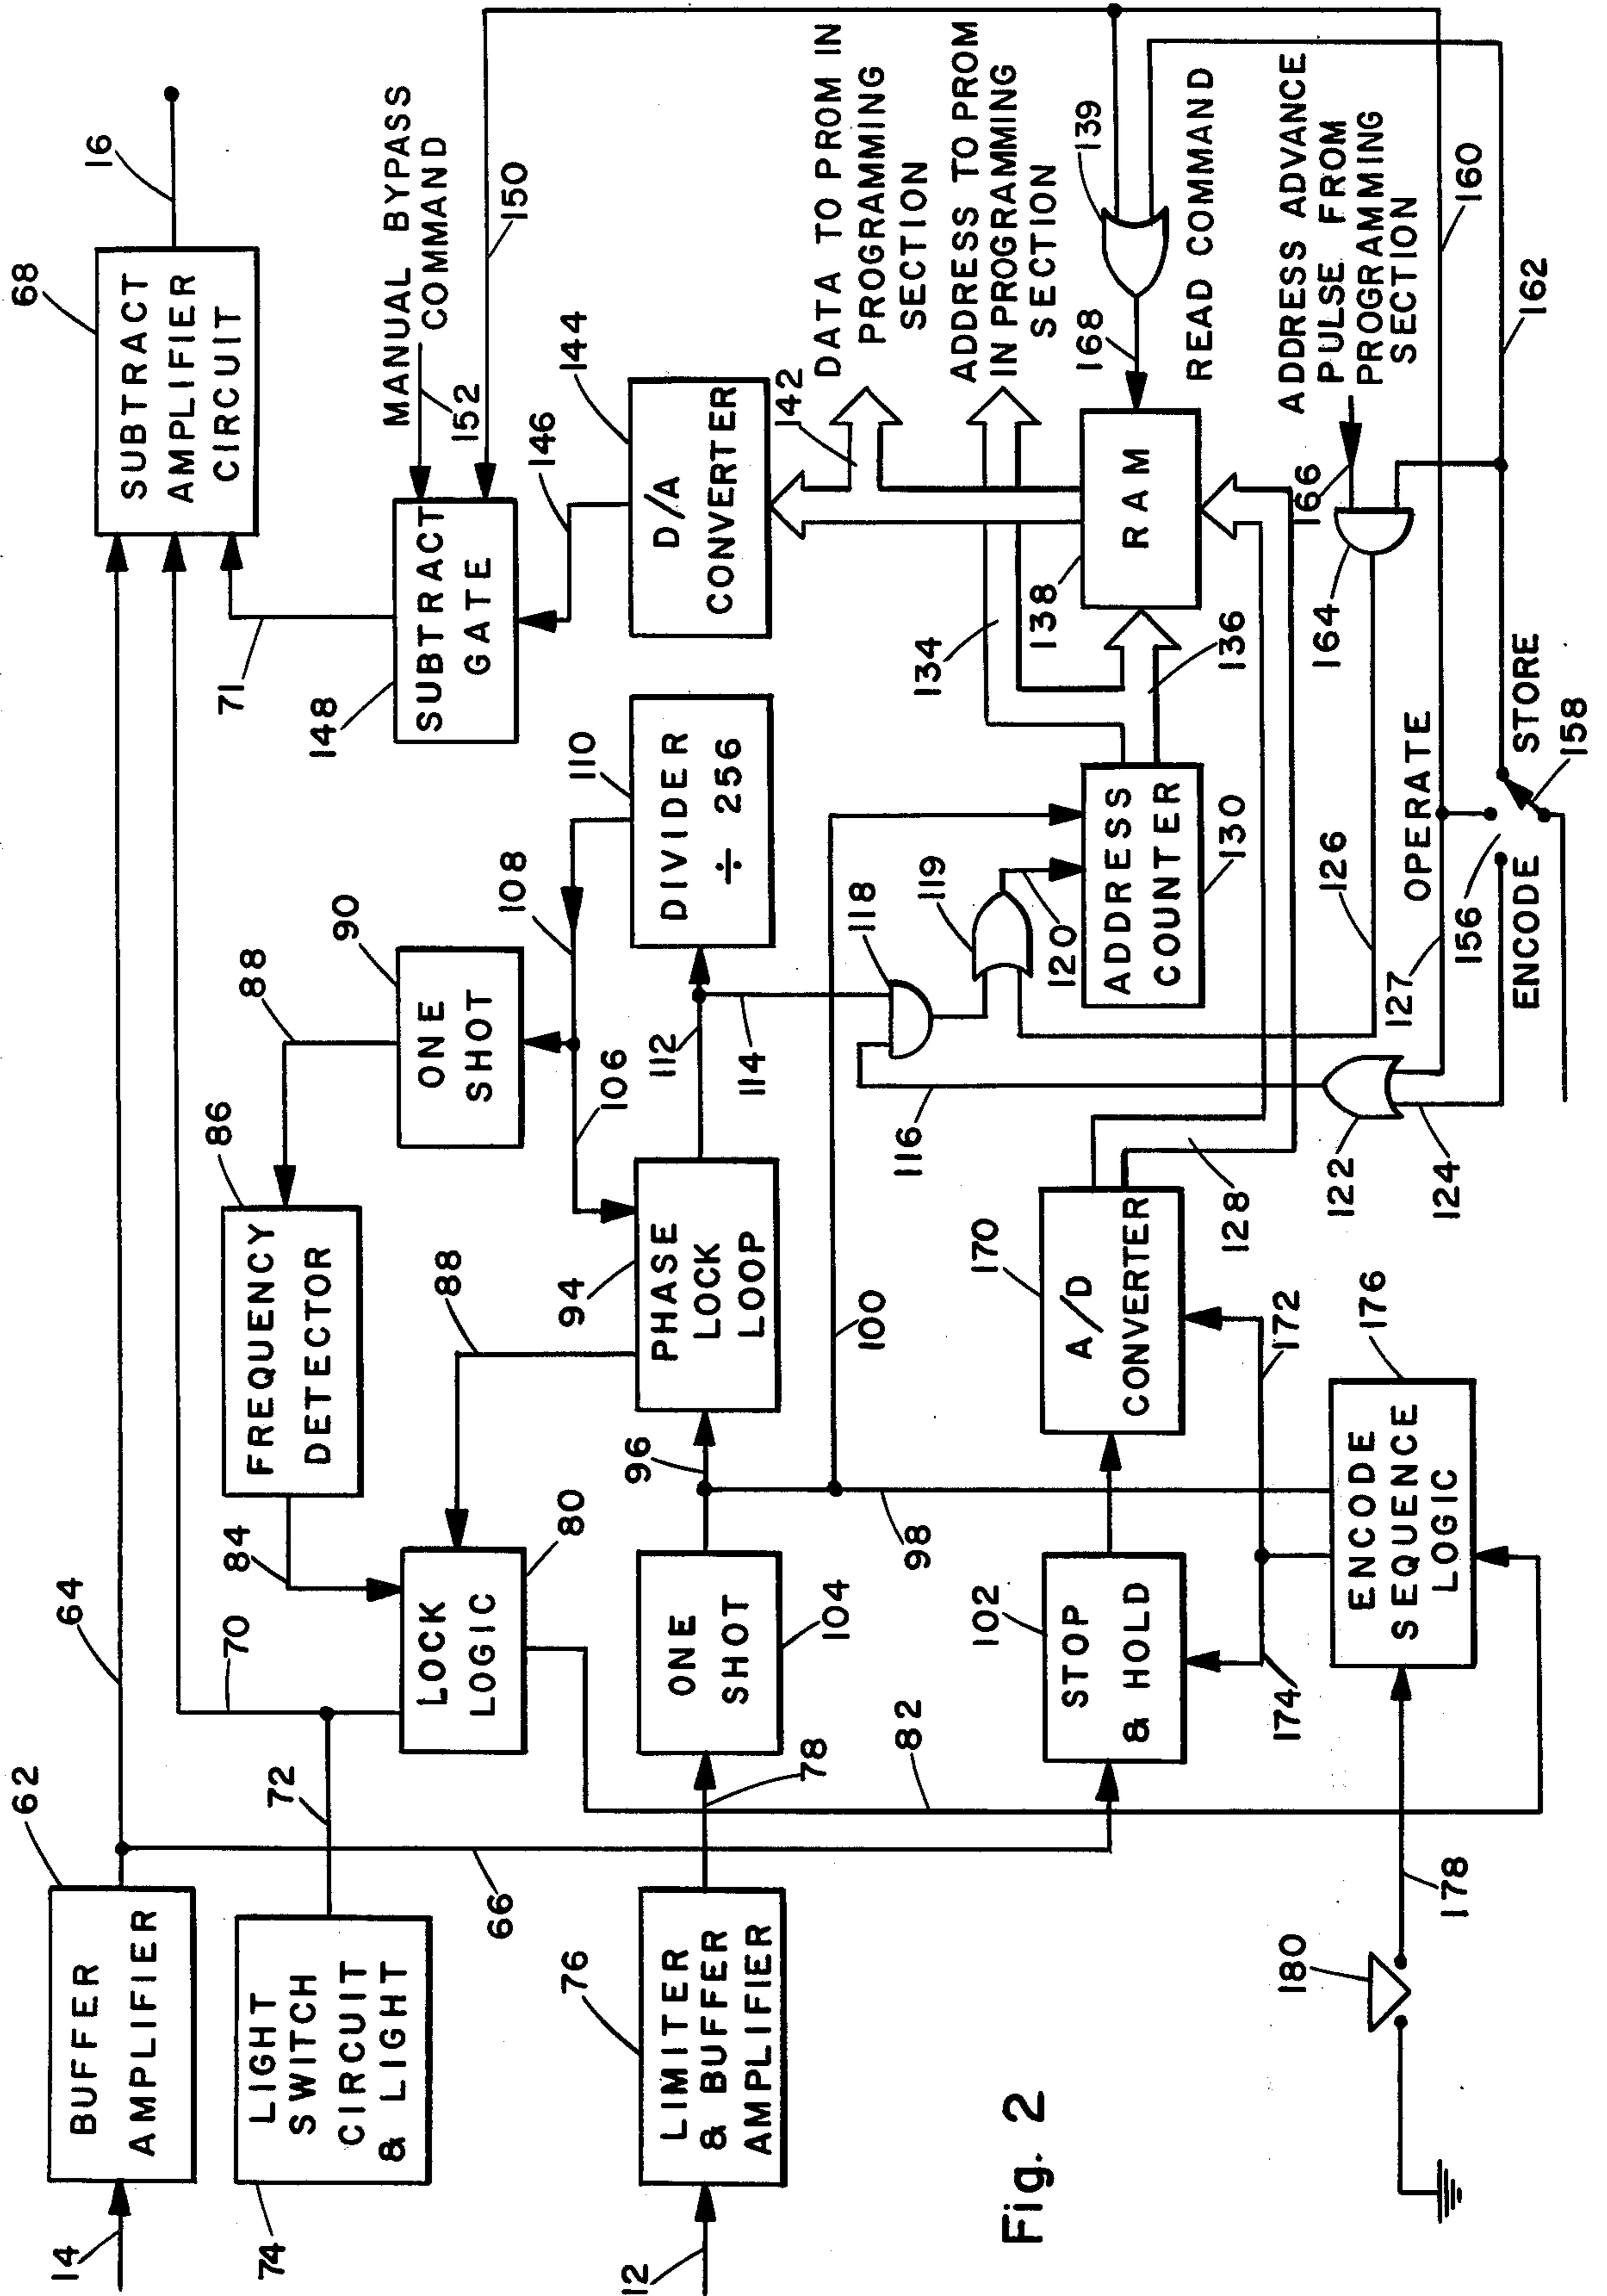 14
BUFFER
AMPLIFIER
62
64
66
68
SUBTRACT
AMPLIFIER
CIRCUIT
16
LIGHT
SWITCH
CIRCUIT
& LIGHT
74
72
70
71
LOCK
LOGIC
80
82
84
FREQUENCY
DETECTOR
86
88
ONE
SHOT
90
SUBTRACT
GATE
148
MANUAL BYPASS
COMMAND
152
150
146
12
LIMITER
& BUFFER
AMPLIFIER
76
78
ONE
SHOT
104
96
PHASE
LOCK
LOOP
94
88
106
108
112
114
DIVIDER
÷ 256
110
D/A
CONVERTER
144
142
DATA TO PROM IN
PROGRAMMING
SECTION
ADDRESS TO PROM
IN PROGRAMMING
SECTION
98
100
116
118
119
120
134
136
STOP
& HOLD
102
A/D
CONVERTER
170
128
ADDRESS
COUNTER
130
RAM
138
168
139
READ COMMAND
172
174
ENCODE
SEQUENCE
LOGIC
176
178
180
122
124
126
127
156
158
ENCODE
OPERATE
STORE
164
166
ADDRESS ADVANCE
PULSE FROM
PROGRAMMING
SECTION
160
162
Fig. 2